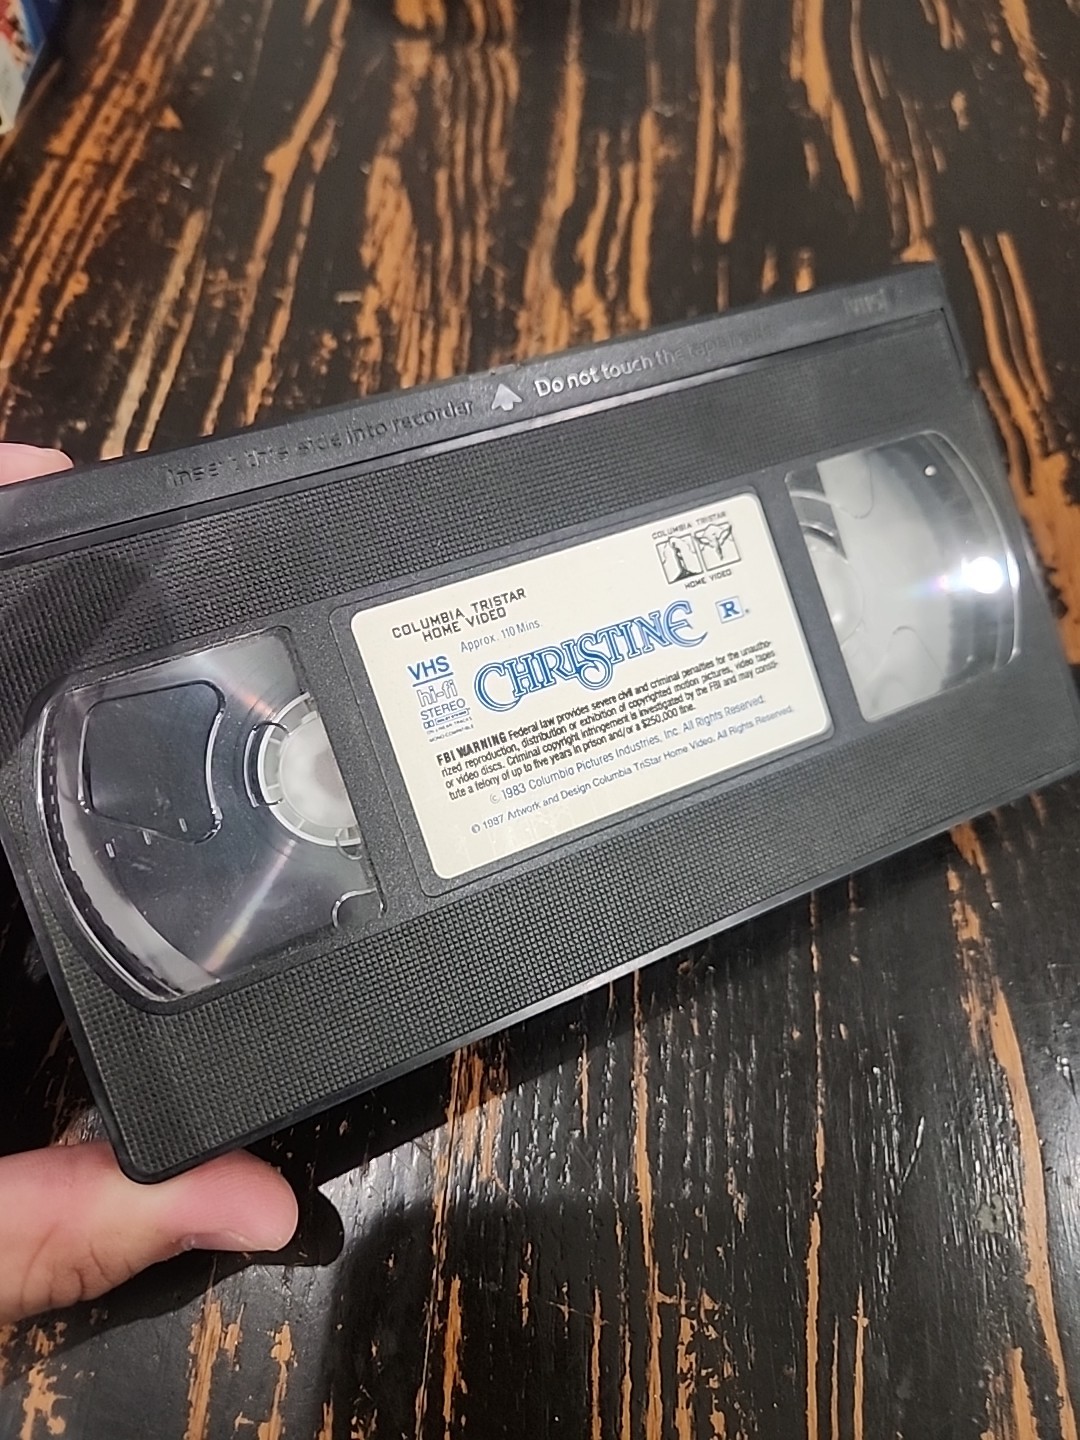 Insert this side into recorder Do not touch the tape inside
VHS
COLUMBIA TRISTAR
HOME VIDEO
COLUMBIA TRISTAR
HOME VIDEO
Approx. 110 Mins.
VHS
hi-fi
STEREO
CHRISTINE
R
FBI WARNING Federal law provides severe civil and criminal penalties for the unautho-
rized reproduction, distribution or exhibition of copyrighted motion pictures, video tapes
or video discs. Criminal copyright infringement is investigated by the FBI and may consti-
tute a felony of up to five years in prison and/or a $250,000 fine.
© 1983 Columbia Pictures Industries, Inc. All Rights Reserved.
© 1997 Artwork and Design Columbia TriStar Home Video. All Rights Reserved.